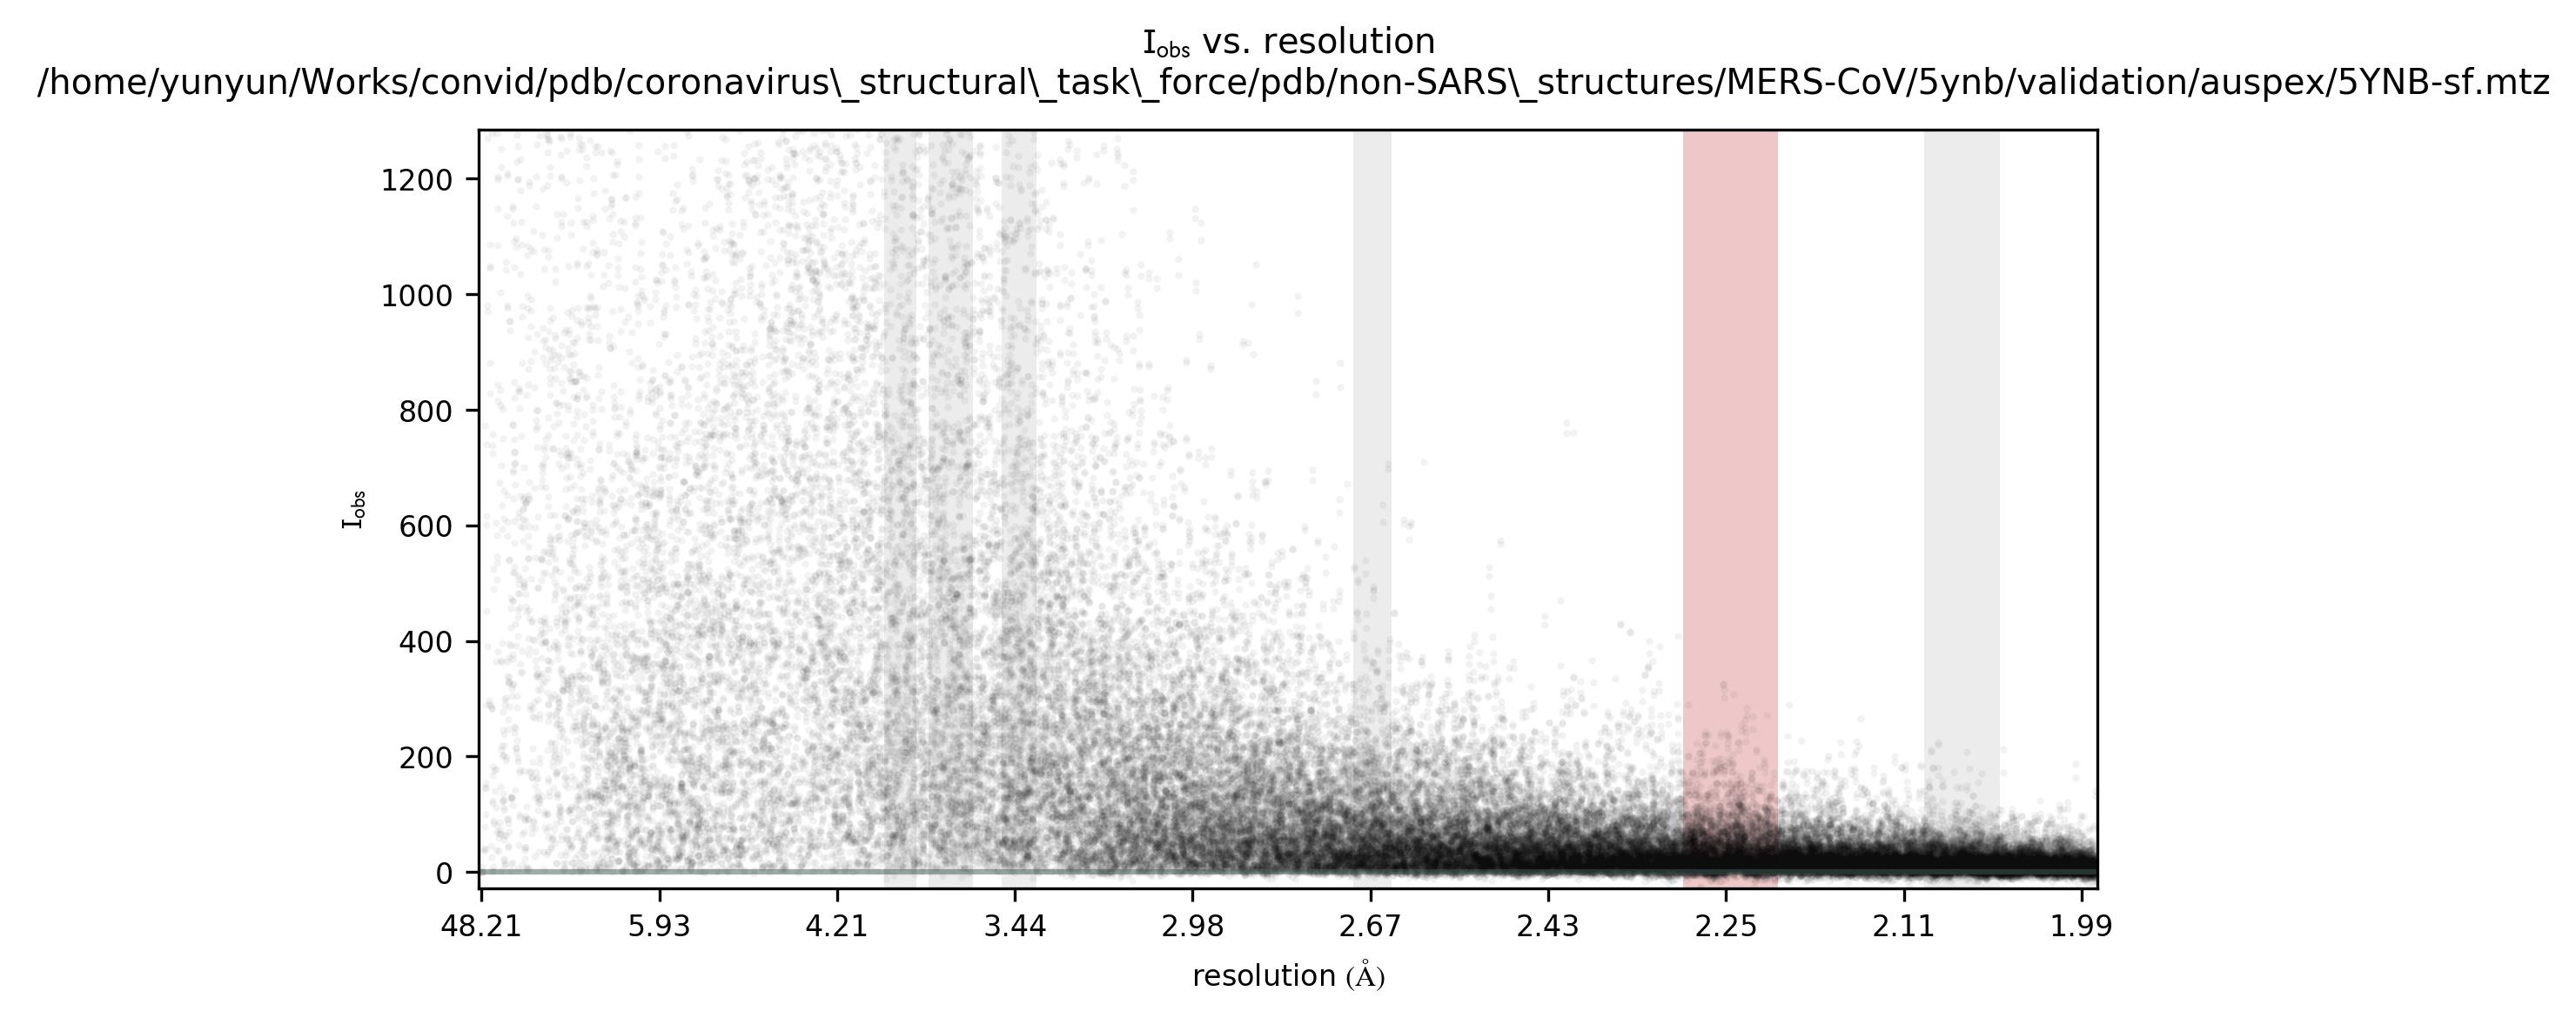 I_obs vs. resolution
/home/yunyun/Works/convid/pdb/coronavirus\_structural\_task\_force/pdb/non-SARS\_structures/MERS-CoV/5ynb/validation/auspex/5YNB-sf.mtz
1200
1000
800
600
400
200
0
I_obs
48.21 5.93 4.21 3.44 2.98 2.67 2.43 2.25 2.11 1.99
resolution (Å)